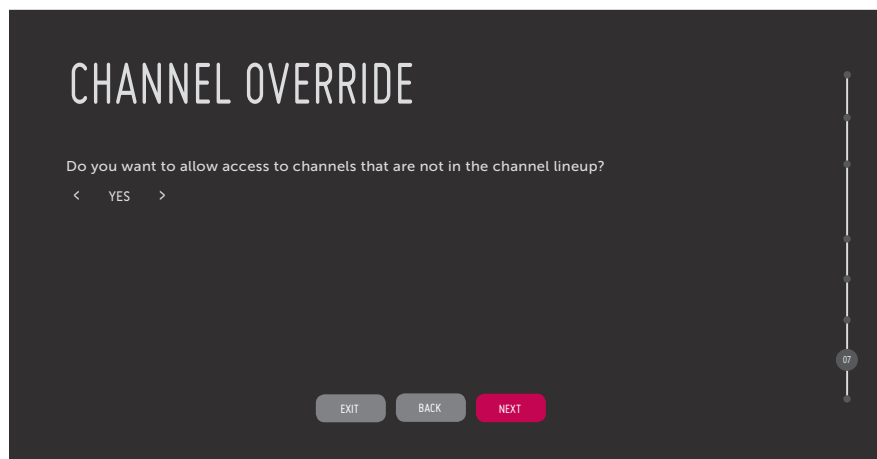 CHANNEL OVERRIDE
Do you want to allow access to channels that are not in the channel lineup?
< YES >
07
EXIT BACK NEXT